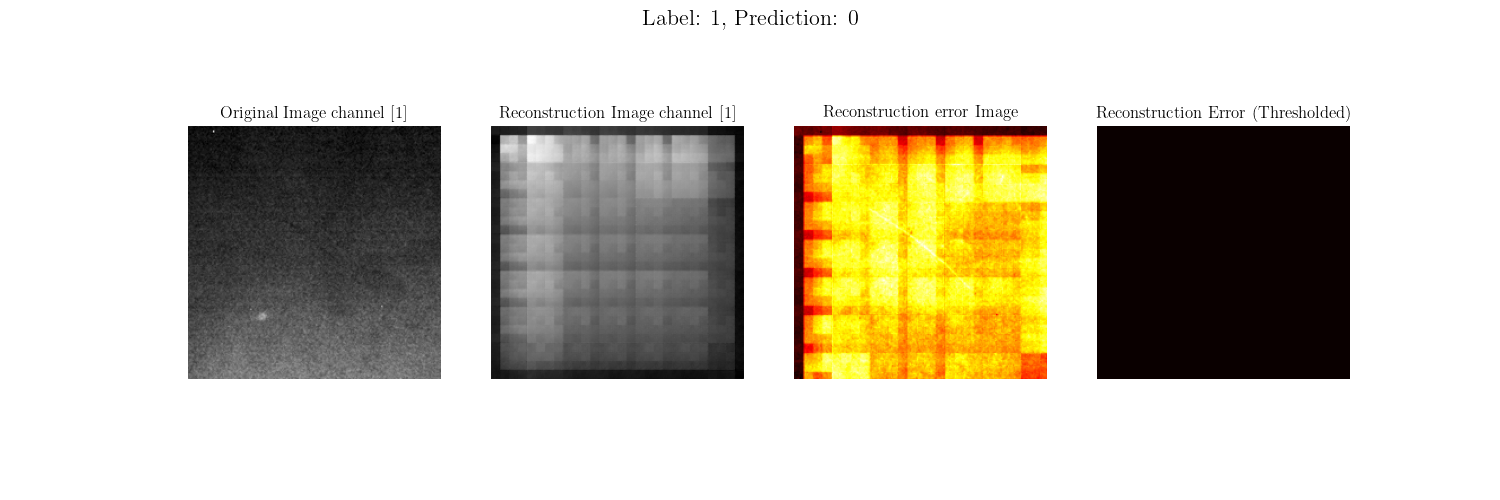 Label: 1, Prediction: 0
Original Image channel [1]
Reconstruction Image channel [1]
Reconstruction error Image
Reconstruction Error (Thresholded)